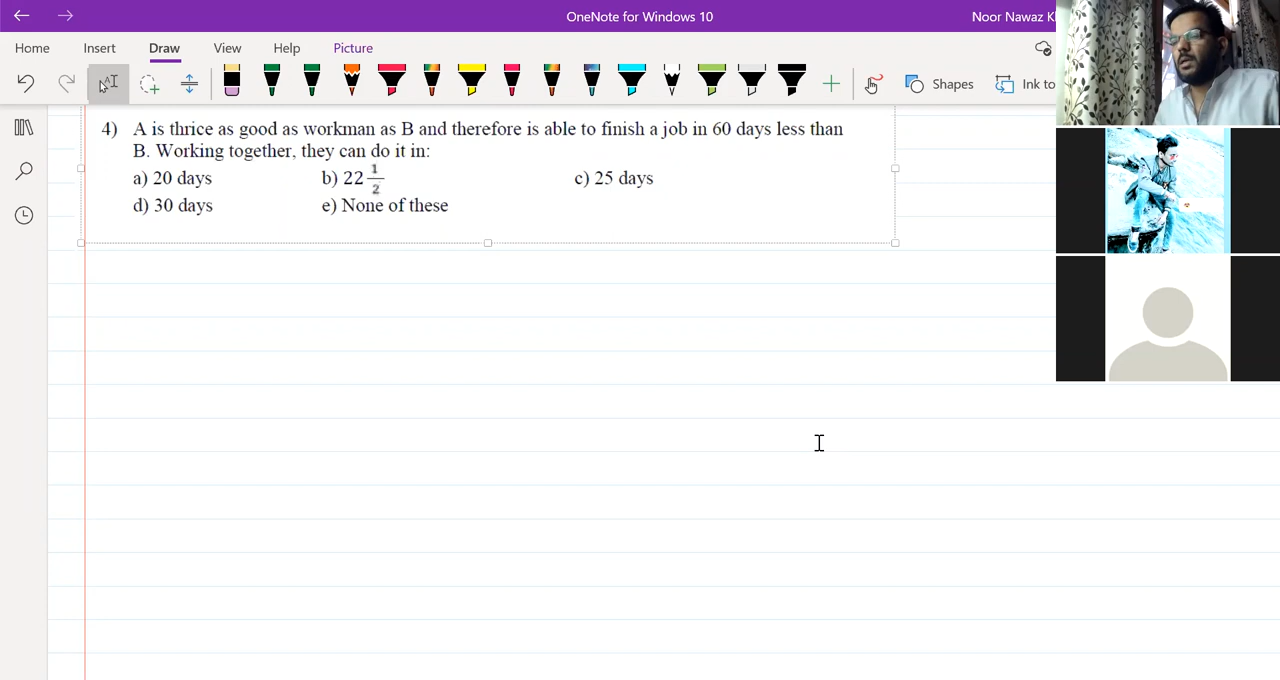 OneNote for Windows 10
Noor Nawaz Kh
Home Insert Draw View Help Picture
Shapes Ink to
4) A is thrice as good as workman as B and therefore is able to finish a job in 60 days less than
B. Working together, they can do it in:
a) 20 days b) 22 1/2 c) 25 days
d) 30 days e) None of these